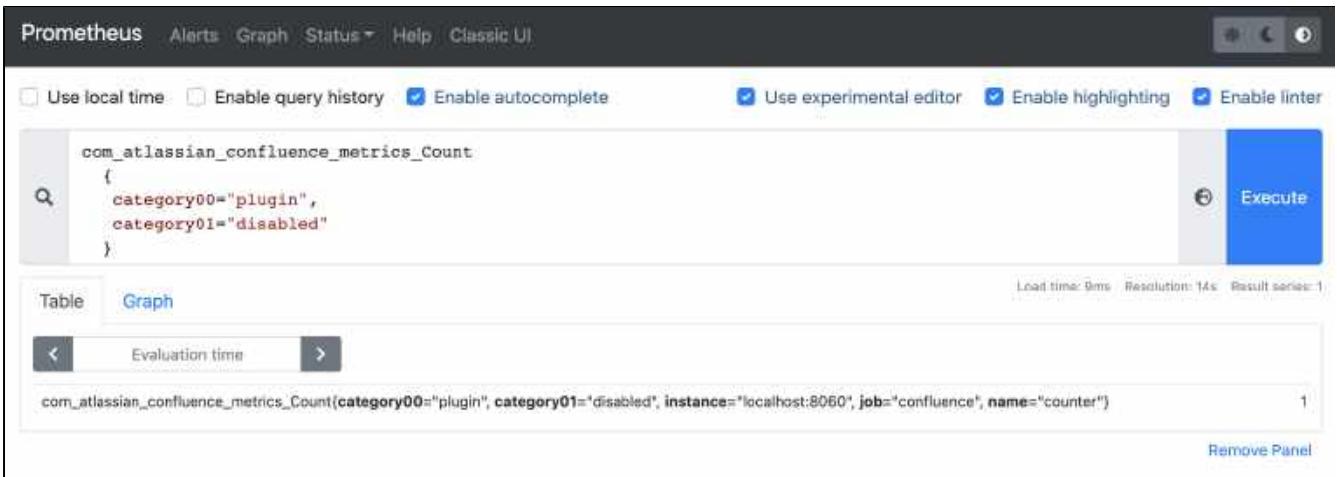 Prometheus Alerts Graph Status Help Classic UI
Use local time Enable query history Enable autocomplete Use experimental editor Enable highlighting Enable linter
com_atlassian_confluence_metrics_Count
{
category00="plugin",
category01="disabled"
}
Execute
Load time: 9ms Resolution: 14s Result series: 1
Table Graph
Evaluation time
com_atlassian_confluence_metrics_Count{category00="plugin", category01="disabled", instance="localhost:8060", job="confluence", name="counter"} 1
Remove Panel